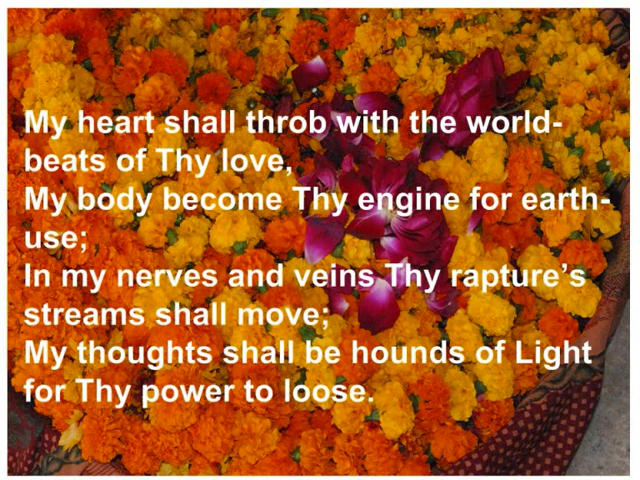 My heart shall throb with the world-
beats of Thy love,
My body become Thy engine for earth-
use;
In my nerves and veins Thy rapture’s
streams shall move;
My thoughts shall be hounds of Light
for Thy power to loose.